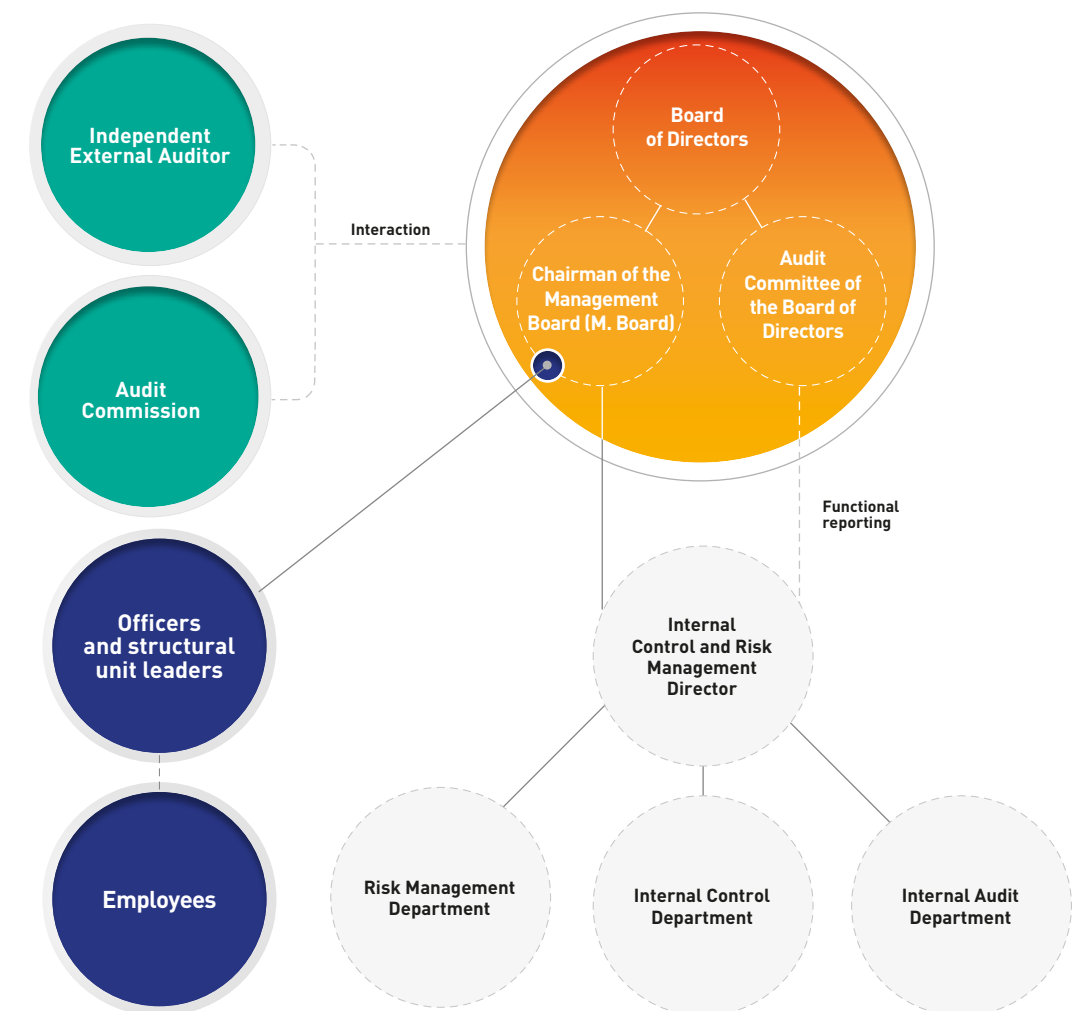 Independent
External Auditor
Board
of Directors
Interaction
Chairman of the
Management
Board (M. Board)
Audit
Committee of
the Board of
Directors
Audit
Commission
Functional
reporting
Officers
and structural
unit leaders
Internal
Control and Risk
Management
Director
Employees
Risk Management
Department
Internal Control
Department
Internal Audit
Department